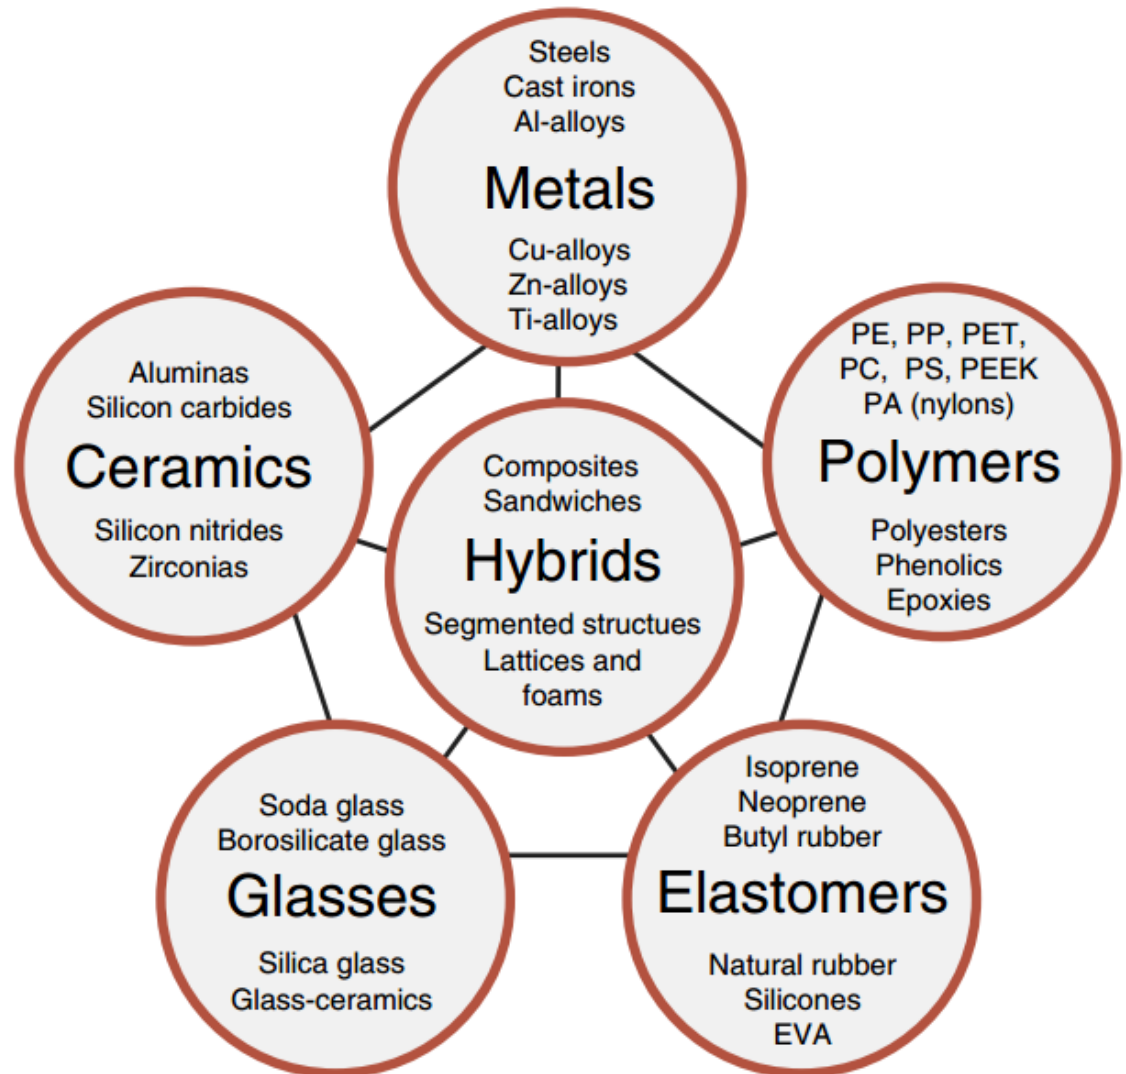 Steels
Cast irons
Al-alloys
Metals
Cu-alloys
Zn-alloys
Ti-alloys
Aluminas
Silicon carbides
Ceramics
Silicon nitrides
Zirconias
PE, PP, PET,
PC, PS, PEEK
PA (nylons)
Polymers
Polyesters
Phenolics
Epoxies
Composites
Sandwiches
Hybrids
Segmented structues
Lattices and
foams
Soda glass
Borosilicate glass
Glasses
Silica glass
Glass-ceramics
Isoprene
Neoprene
Butyl rubber
Elastomers
Natural rubber
Silicones
EVA